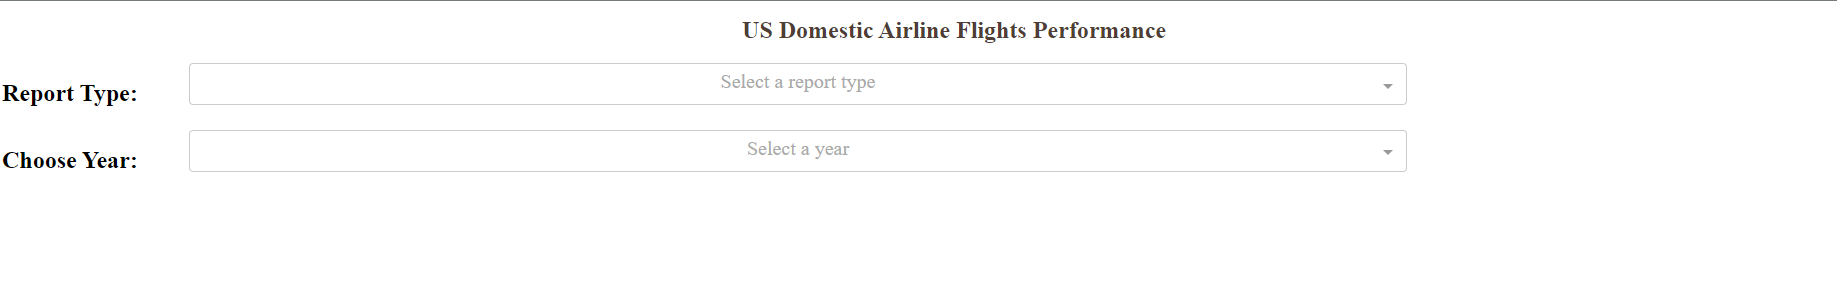 US Domestic Airline Flights Performance
Report Type:
Select a report type
Choose Year:
Select a year